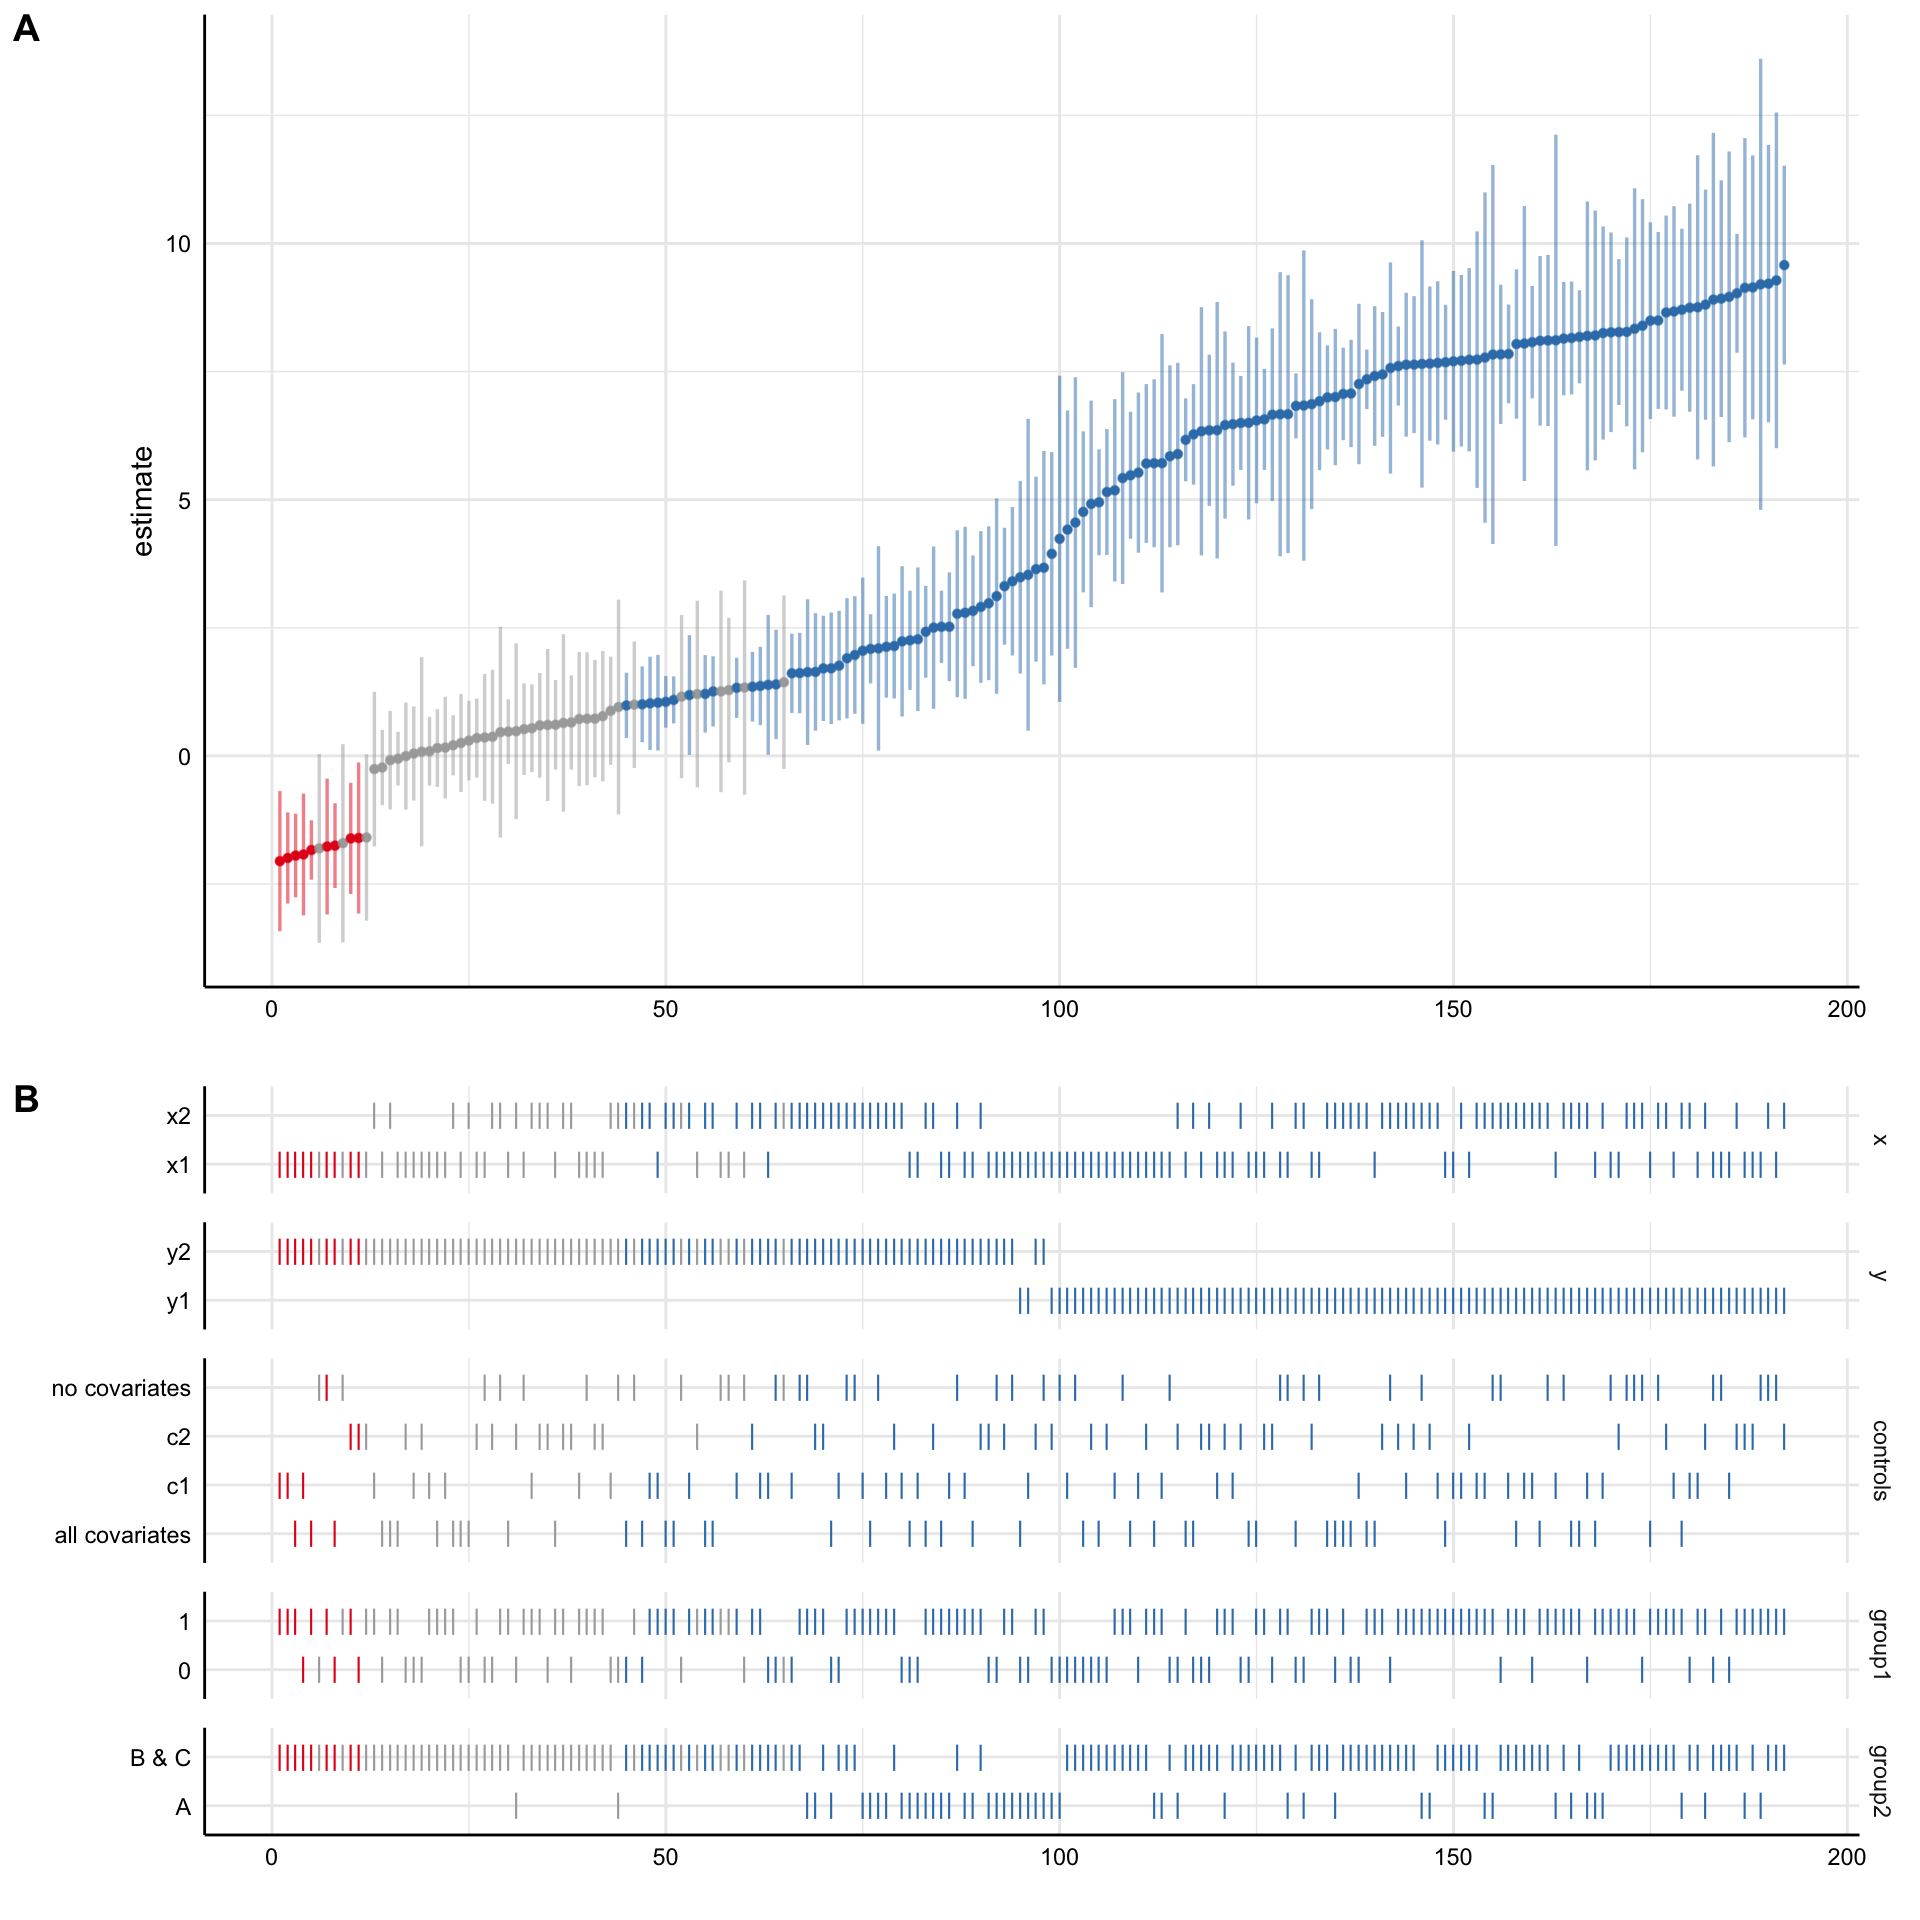 A
estimate
10
5
0
0 50 100 150 200
B
x2
x1
x
y2
y1
y
no covariates
c2
c1
all covariates
controls
1
0
group1
B & C
A
group2
0 50 100 150 200